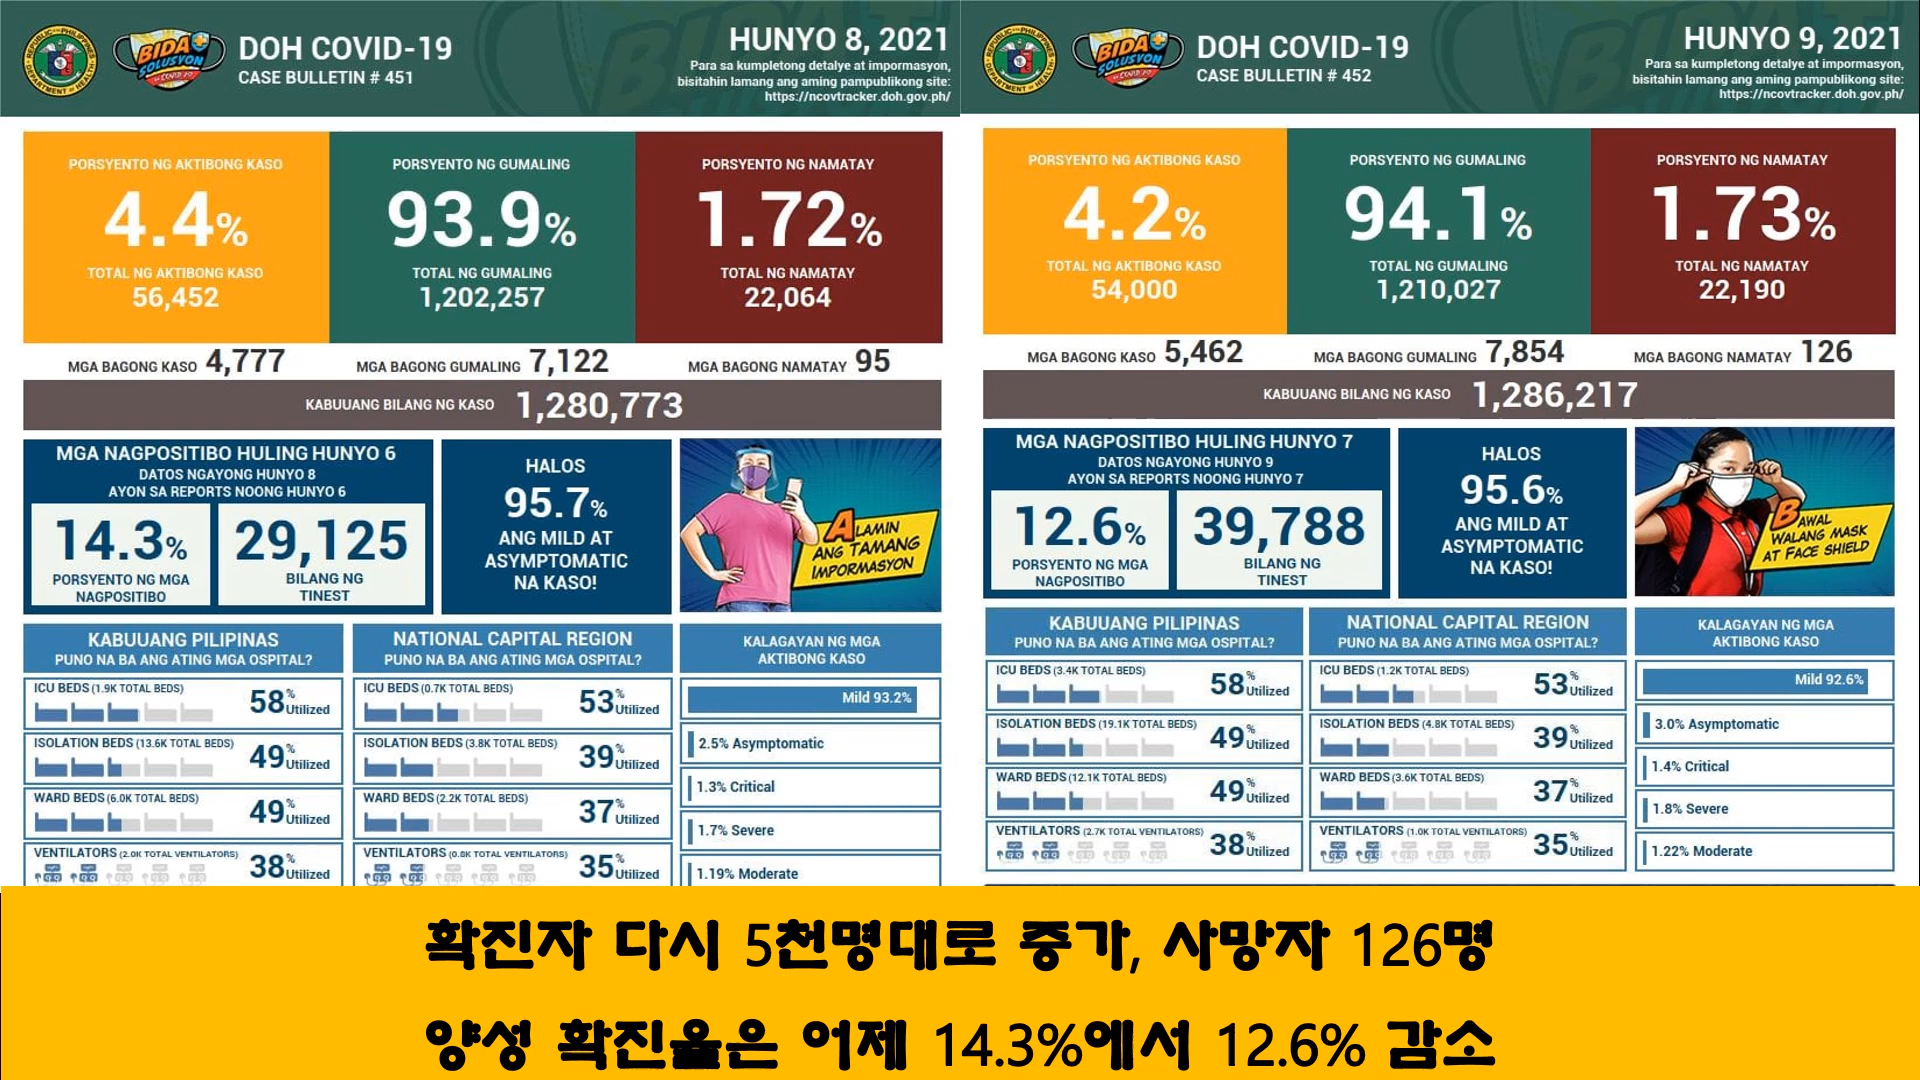 BIDA
SOLUSYON
DOH COVID-19
CASE BULLETIN # 451
HUNYO 8, 2021
Para sa kumpletong detalye at impormasyon,
bisitahin lamang ang aming pampublikong site:
https://ncovtracker.doh.gov.ph/
PORSYENTO NG AKTIBONG KASO
4.4%
TOTAL NG AKTIBONG KASO
56,452
PORSYENTO NG GUMALING
93.9%
TOTAL NG GUMALING
1,202,257
PORSYENTO NG NAMATAY
1.72%
TOTAL NG NAMATAY
22,064
MGA BAGONG KASO 4,777
MGA BAGONG GUMALING 7,122
MGA BAGONG NAMATAY 95
KABUUANG BILANG NG KASO 1,280,773
MGA NAGPOSITIBO HULING HUNYO 6
DATOS NGAYONG HUNYO 8
AYON SA REPORTS NOONG HUNYO 6
14.3%
PORSYENTO NG MGA
NAGPOSITIBO
29,125
BILANG NG
TINEST
HALOS
95.7%
ANG MILD AT
ASYMPTOMATIC
NA KASO!
ALAMIN
ANG TAMANG
IMPORMASYON
KABUUANG PILIPINAS
PUNO NA BA ANG ATING MGA OSPITAL?
ICU BEDS (1.9K TOTAL BEDS)
58% Utilized
ISOLATION BEDS (13.6K TOTAL BEDS)
49% Utilized
WARD BEDS (6.0K TOTAL BEDS)
49% Utilized
VENTILATORS (2.0K TOTAL VENTILATORS)
38% Utilized
NATIONAL CAPITAL REGION
PUNO NA BA ANG ATING MGA OSPITAL?
ICU BEDS (0.7K TOTAL BEDS)
53% Utilized
ISOLATION BEDS (3.8K TOTAL BEDS)
39% Utilized
WARD BEDS (2.2K TOTAL BEDS)
37% Utilized
VENTILATORS (0.8K TOTAL VENTILATORS)
35% Utilized
KALAGAYAN NG MGA
AKTIBONG KASO
Mild 93.2%
2.5% Asymptomatic
1.3% Critical
1.7% Severe
1.19% Moderate
BIDA
SOLUSYON
DOH COVID-19
CASE BULLETIN # 452
HUNYO 9, 2021
Para sa kumpletong detalye at impormasyon,
bisitahin lamang ang aming pampublikong site:
https://ncovtracker.doh.gov.ph/
PORSYENTO NG AKTIBONG KASO
4.2%
TOTAL NG AKTIBONG KASO
54,000
PORSYENTO NG GUMALING
94.1%
TOTAL NG GUMALING
1,210,027
PORSYENTO NG NAMATAY
1.73%
TOTAL NG NAMATAY
22,190
MGA BAGONG KASO 5,462
MGA BAGONG GUMALING 7,854
MGA BAGONG NAMATAY 126
KABUUANG BILANG NG KASO 1,286,217
MGA NAGPOSITIBO HULING HUNYO 7
DATOS NGAYONG HUNYO 9
AYON SA REPORTS NOONG HUNYO 7
12.6%
PORSYENTO NG MGA
NAGPOSITIBO
39,788
BILANG NG
TINEST
HALOS
95.6%
ANG MILD AT
ASYMPTOMATIC
NA KASO!
BAWAL
WALANG MASK
AT FACE SHIELD
KABUUANG PILIPINAS
PUNO NA BA ANG ATING MGA OSPITAL?
ICU BEDS (3.4K TOTAL BEDS)
58% Utilized
ISOLATION BEDS (19.1K TOTAL BEDS)
49% Utilized
WARD BEDS (12.1K TOTAL BEDS)
49% Utilized
VENTILATORS (2.7K TOTAL VENTILATORS)
38% Utilized
NATIONAL CAPITAL REGION
PUNO NA BA ANG ATING MGA OSPITAL?
ICU BEDS (1.2K TOTAL BEDS)
53% Utilized
ISOLATION BEDS (4.8K TOTAL BEDS)
39% Utilized
WARD BEDS (3.6K TOTAL BEDS)
37% Utilized
VENTILATORS (1.0K TOTAL VENTILATORS)
35% Utilized
KALAGAYAN NG MGA
AKTIBONG KASO
Mild 92.6%
3.0% Asymptomatic
1.4% Critical
1.8% Severe
1.22% Moderate
확진자 다시 5천명대로 증가, 사망자 126명
양성 확진율은 어제 14.3%에서 12.6% 감소